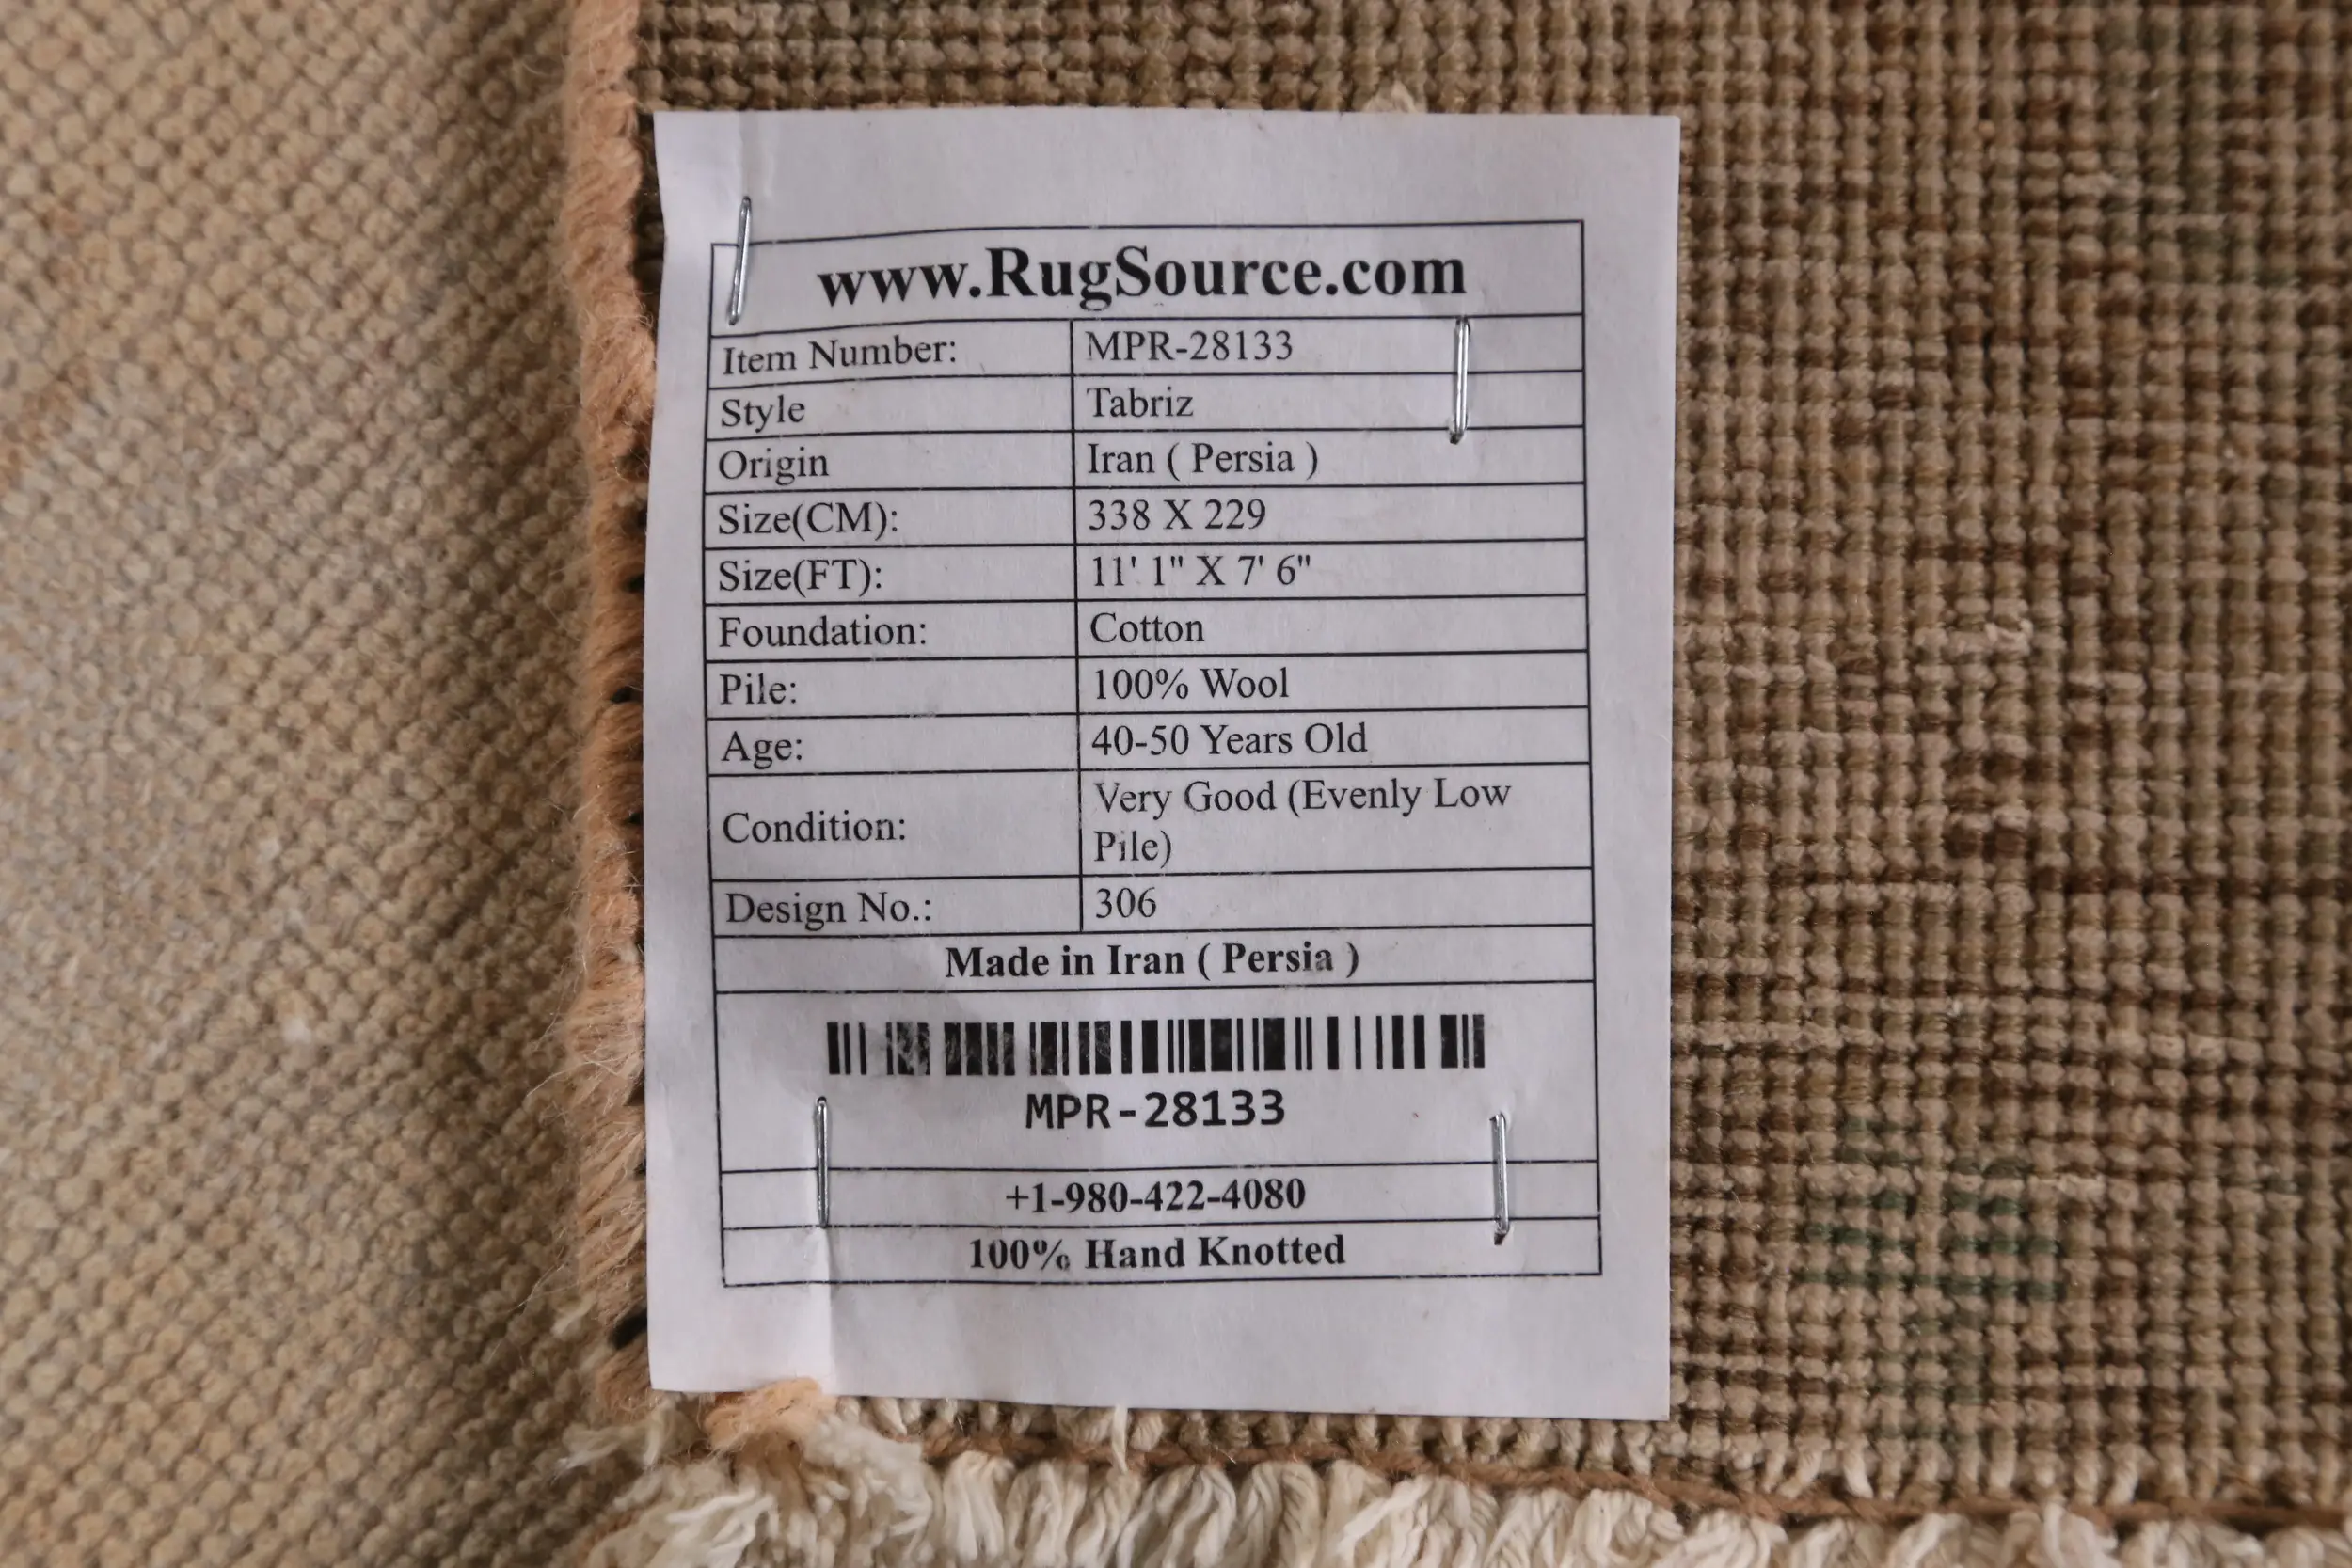 www.RugSource.com
Item Number: MPR-28133
Style Tabriz
Origin Iran ( Persia )
Size(CM): 338 X 229
Size(FT): 11' 1" X 7' 6"
Foundation: Cotton
Pile: 100% Wool
Age: 40-50 Years Old
Condition: Very Good (Evenly Low
Pile)
Design No.: 306
Made in Iran ( Persia )
MPR-28133
+1-980-422-4080
100% Hand Knotted